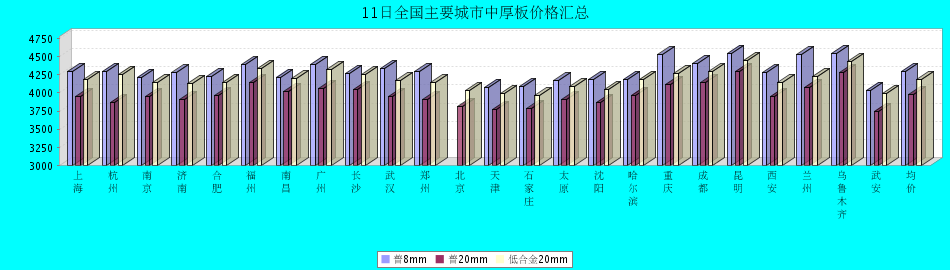 11日全国主要城市中厚板价格汇总
4750
4500
4250
4000
3750
3500
3250
3000
上海
杭州
南京
济南
合肥
福州
南昌
广州
长沙
武汉
郑州
北京
天津
石家庄
太原
沈阳
哈尔滨
重庆
成都
昆明
西安
兰州
乌鲁木齐
武安
均价
普8mm 普20mm 低合金20mm